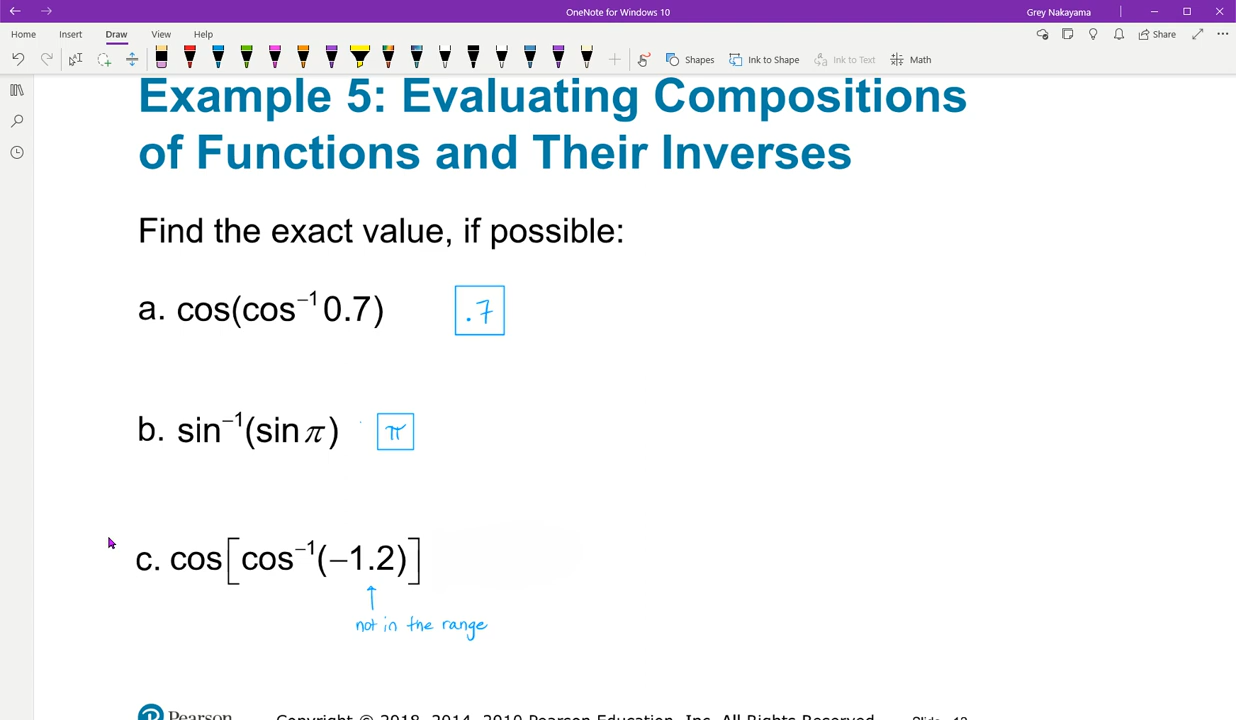 OneNote for Windows 10
Grey Nakayama
Home Insert Draw View Help
Share
Shapes Ink to Shape Ink to Text Math
Example 5: Evaluating Compositions
of Functions and Their Inverses
Find the exact value, if possible:
a. cos(cos⁻¹ 0.7) .7
b. sin⁻¹(sin π) π
c. cos[cos⁻¹(−1.2)]
↑
not in the range
Pearson
Copyright © 2018, 2014, 2010 Pearson Education, Inc. All Rights Reserved